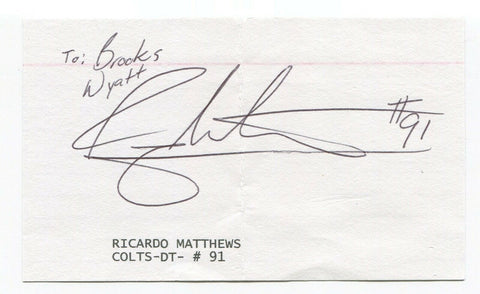 To: Brooks
Wyatt
#91
RICARDO MATTHEWS
COLTS-DT- # 91